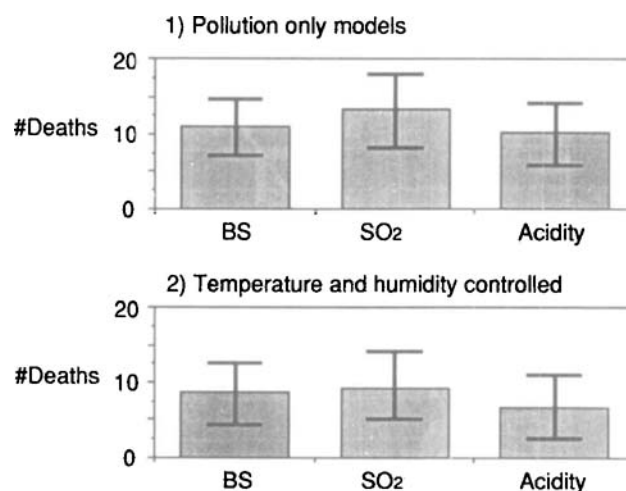 1) Pollution only models
20
#Deaths
10
0
BS SO₂ Acidity
2) Temperature and humidity controlled
20
#Deaths
10
0
BS SO₂ Acidity